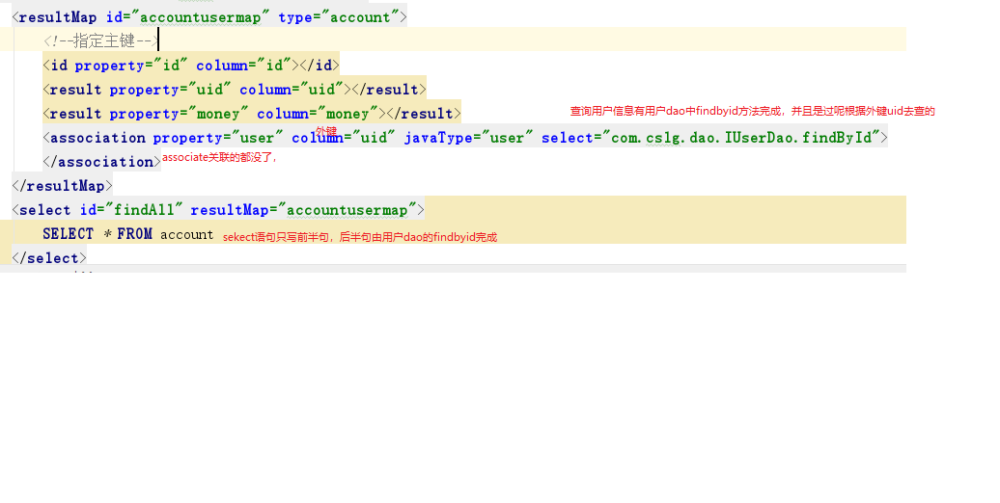 <resultMap id="accountusermap" type="account">
<!--指定主键-->
<id property="id" column="id"></id>
<result property="uid" column="uid"></result>
<result property="money" column="money"></result>
查询用户信息有用户dao中findbyid方法完成，并且是过呢根据外键uid去查的
外键
<association property="user" column="uid" javaType="user" select="com.cslg.dao.IUserDao.findById">
</association>
associate关联的都没了，
</resultMap>
<select id="findAll" resultMap="accountusermap">
SELECT * FROM account
sekect语句只写前半句，后半句由用户dao的findbyid完成
</select>